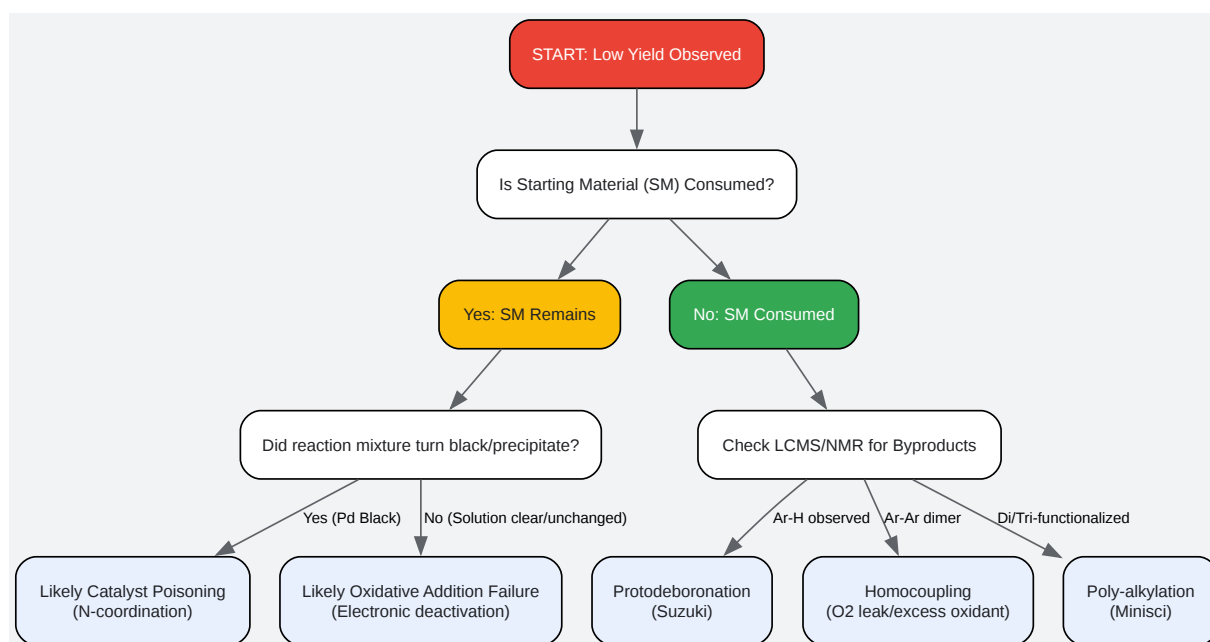 START: Low Yield Observed
Is Starting Material (SM) Consumed?
Yes: SM Remains
No: SM Consumed
Did reaction mixture turn black/precipitate?
Check LCMS/NMR for Byproducts
Yes (Pd Black)
No (Solution clear/unchanged)
Ar-H observed
Ar-Ar dimer
Di/Tri-functionalized
Likely Catalyst Poisoning
(N-coordination)
Likely Oxidative Addition Failure
(Electronic deactivation)
Protodeboronation
(Suzuki)
Homocoupling
(O2 leak/excess oxidant)
Poly-alkylation
(Minisci)